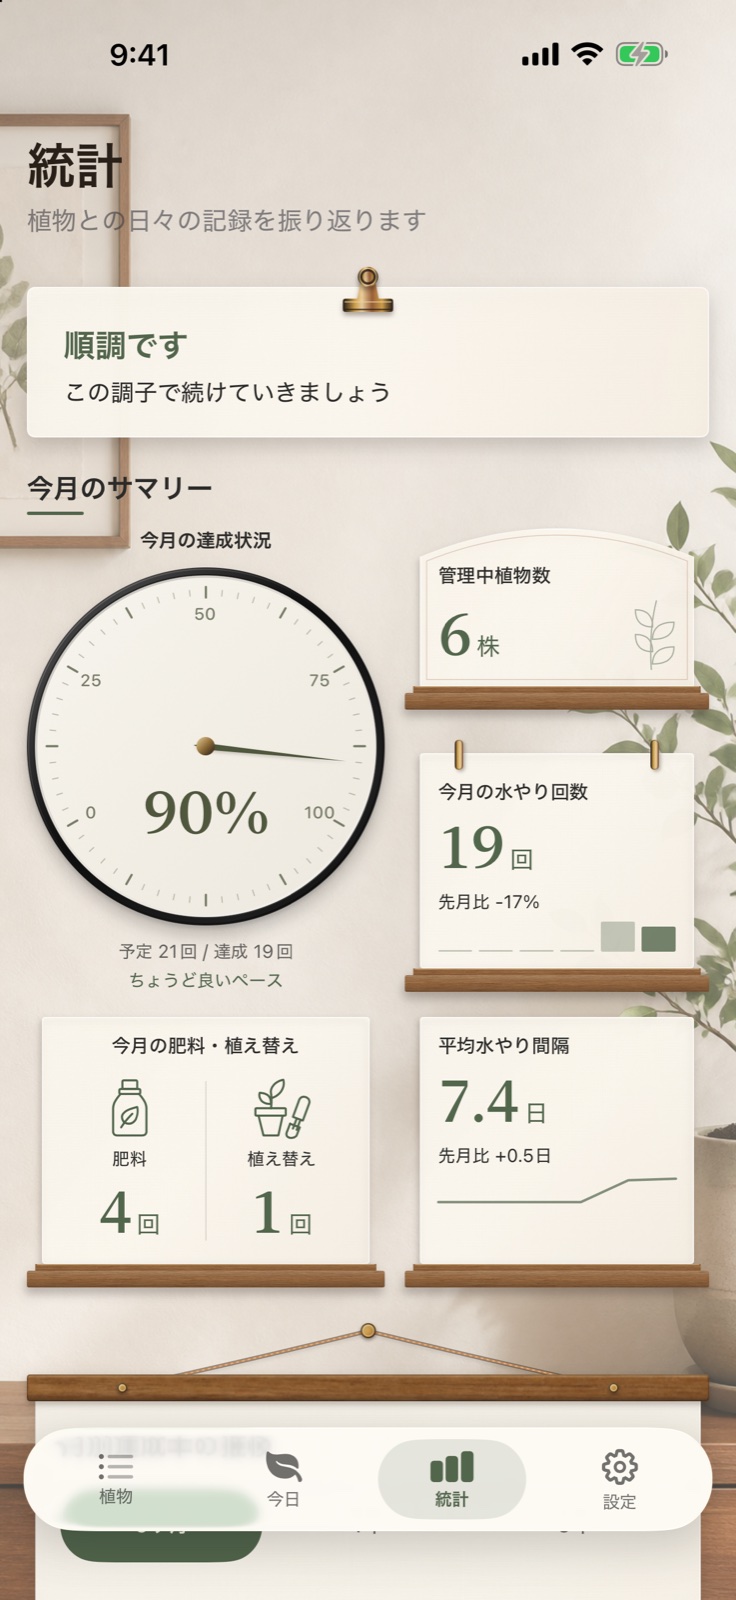 9:41
統計
植物との日々の記録を振り返ります
順調です
この調子で続けていきましょう
今月のサマリー
今月の達成状況
50
25
75
0
100
90%
予定 21回 / 達成 19回
ちょうど良いペース
管理中植物数
6 株
今月の水やり回数
19 回
先月比 -17%
今月の肥料・植え替え
肥料
4 回
植え替え
1 回
平均水やり間隔
7.4 日
先月比 +0.5日
植物
今日
統計
設定